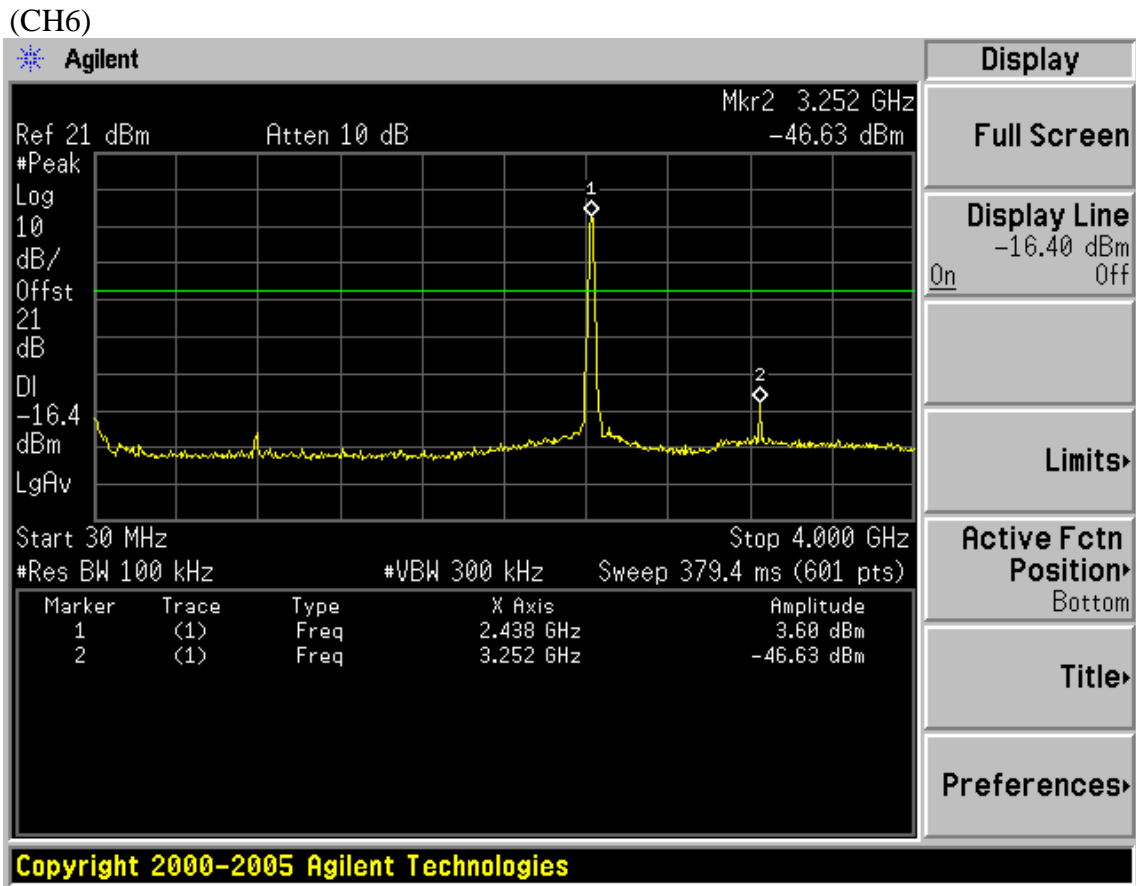 (CH6)
Agilent
Display
Mkr2 3.252 GHz
Ref 21 dBm Atten 10 dB -46.63 dBm
#Peak
Log
10
dB/
Offst
21
dB
DI
-16.4
dBm
LgAv
1
2
Start 30 MHz Stop 4.000 GHz
#Res BW 100 kHz #VBW 300 kHz Sweep 379.4 ms (601 pts)
Marker Trace Type X Axis Amplitude
1 (1) Freq 2.438 GHz 3.60 dBm
2 (1) Freq 3.252 GHz -46.63 dBm
Full Screen
Display Line
-16.40 dBm
On Off
Limits
Active Fctn
Position
Bottom
Title
Preferences
Copyright 2000-2005 Agilent Technologies